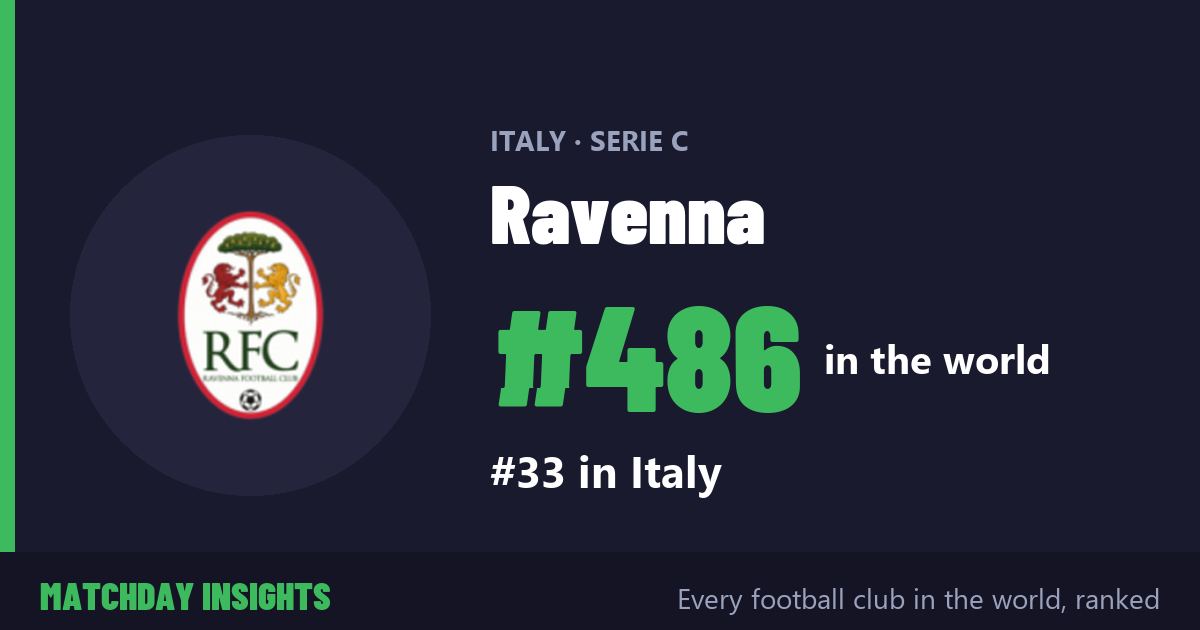 ITALY · SERIE C
Ravenna
RFC
RAVENNA FOOTBALL CLUB
#486 in the world
#33 in Italy
MATCHDAY INSIGHTS
Every football club in the world, ranked